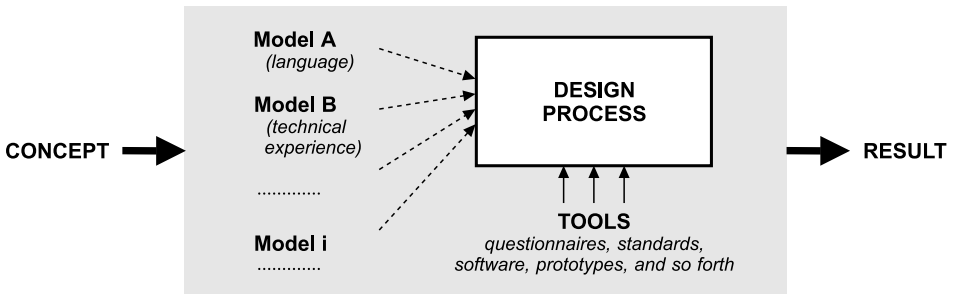 CONCEPT
Model A
(language)
Model B
(technical
experience)
.............
Model i
.............
DESIGN
PROCESS
TOOLS
questionnaires, standards,
software, prototypes, and so forth
RESULT